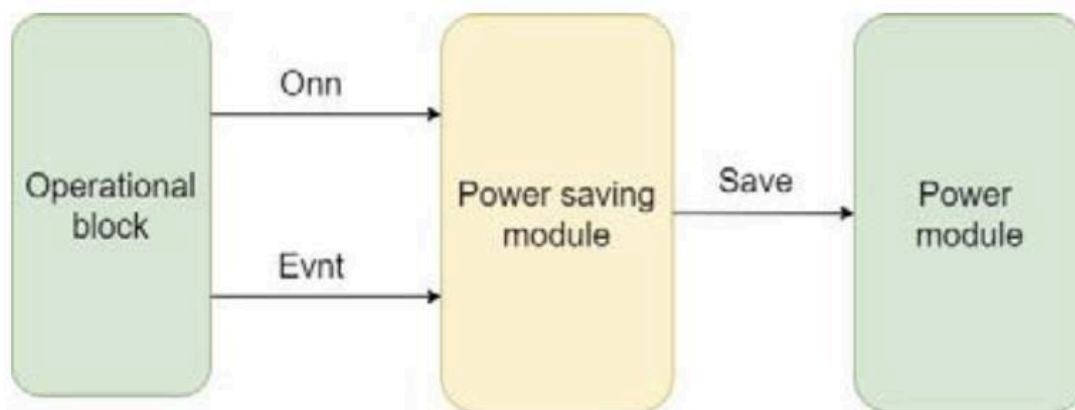 Operational
block
Onn
Evnt
Power saving
module
Save
Power
module